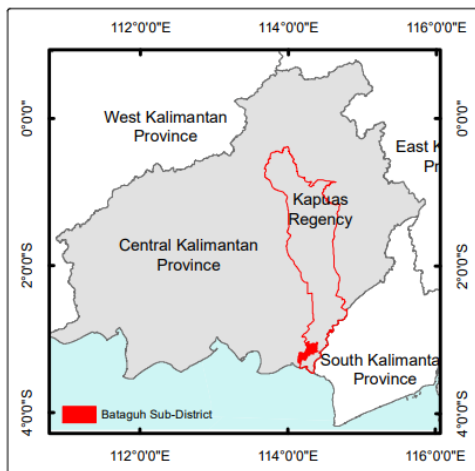 112°0'0"E 114°0'0"E 116°0'0"E
0°0'0"
0°0'0"
West Kalimantan
Province
East K
Pr
Kapuas
Regency
Central Kalimantan
Province
2°0'0"S
2°0'0"S
South Kalimanta
Province
4°0'0"S
4°0'0"S
Bataguh Sub-District
112°0'0"E 114°0'0"E 116°0'0"E